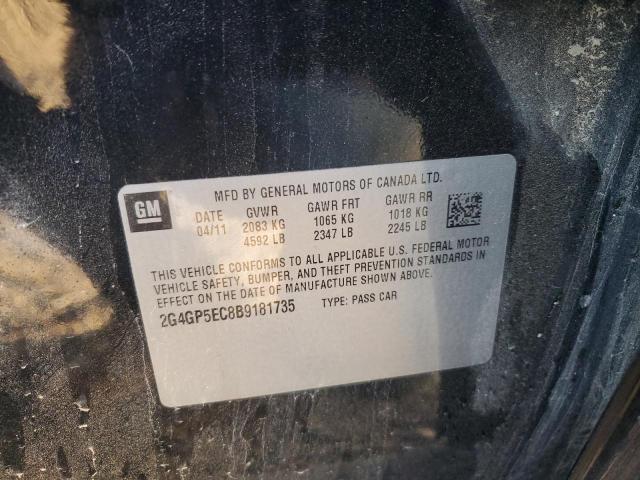 GM
MFD BY GENERAL MOTORS OF CANADA LTD.
DATE GVWR GAWR FRT GAWR RR
04/11 2083 KG 1065 KG 1018 KG
4592 LB 2347 LB 2245 LB
THIS VEHICLE CONFORMS TO ALL APPLICABLE U.S. FEDERAL MOTOR
VEHICLE SAFETY, BUMPER, AND THEFT PREVENTION STANDARDS IN
EFFECT ON THE DATE OF MANUFACTURE SHOWN ABOVE.
2G4GP5EC8B9181735 TYPE: PASS CAR